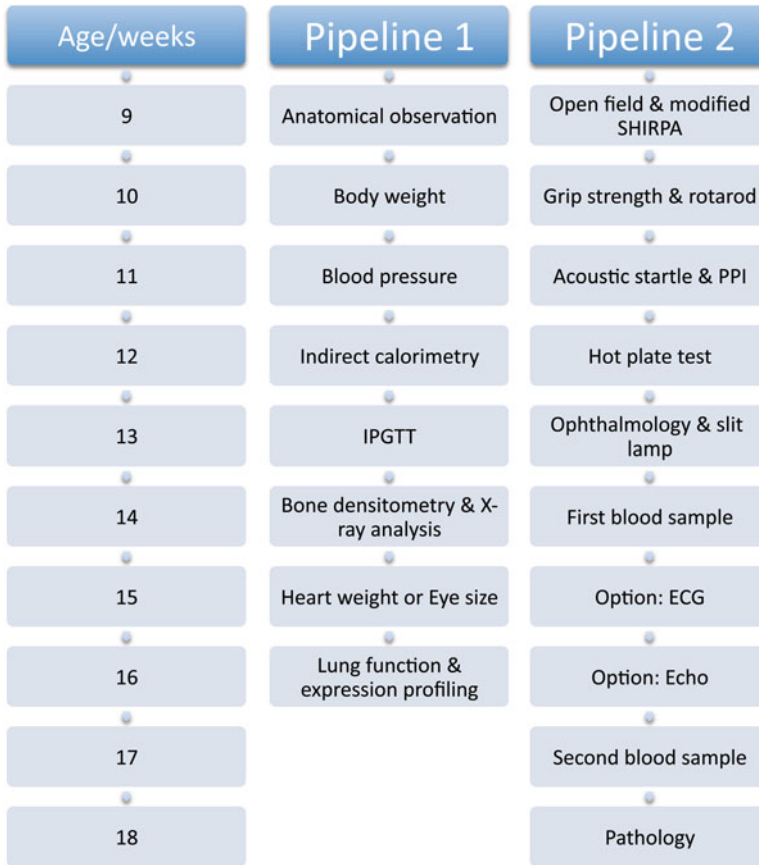 Age/weeks Pipeline 1 Pipeline 2
9 Anatomical observation Open field & modified
SHIRPA
10 Body weight Grip strength & rotarod
11 Blood pressure Acoustic startle & PPI
12 Indirect calorimetry Hot plate test
13 IPGTT Ophthalmology & slit
lamp
14 Bone densitometry & X-
ray analysis First blood sample
15 Heart weight or Eye size Option: ECG
16 Lung function &
expression profiling Option: Echo
17 Second blood sample
18 Pathology